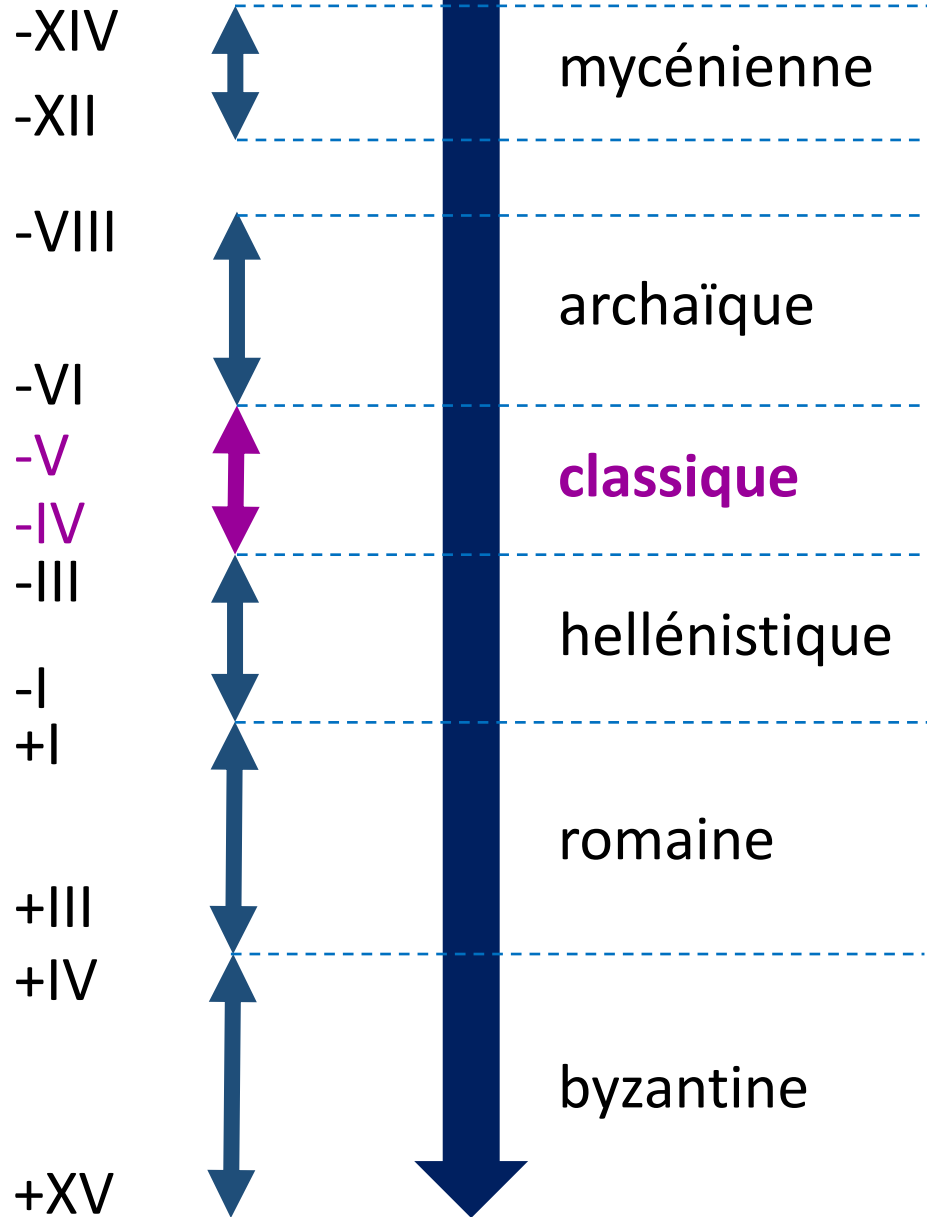 -XIV
mycénienne
-XII
-VIII
archaïque
-VI
-V
classique
-IV
-III
hellénistique
-I
+I
romaine
+III
+IV
byzantine
+XV